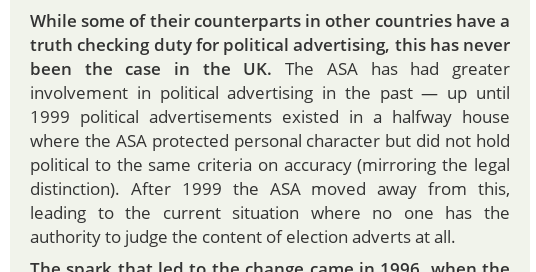 While some of their counterparts in other countries have a
truth checking duty for political advertising, this has never
been the case in the UK. The ASA has had greater
involvement in political advertising in the past — up until
1999 political advertisements existed in a halfway house
where the ASA protected personal character but did not hold
political to the same criteria on accuracy (mirroring the legal
distinction). After 1999 the ASA moved away from this,
leading to the current situation where no one has the
authority to judge the content of election adverts at all.
The spark that led to the change came in 1996, when the